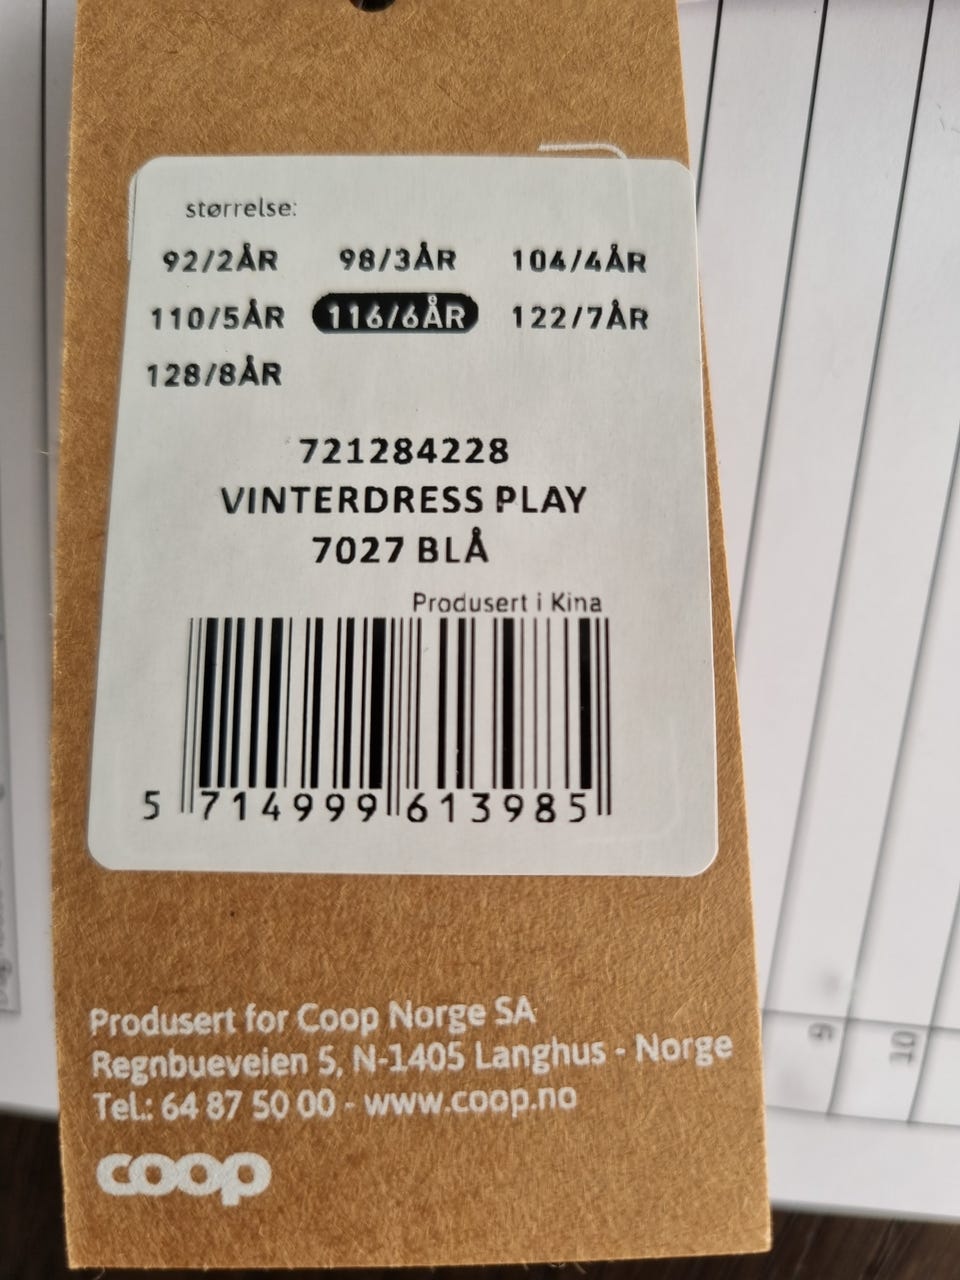 størrelse:
92/2ÅR 98/3ÅR 104/4ÅR
110/5ÅR 116/6ÅR 122/7ÅR
128/8ÅR
721284228
VINTERDRESS PLAY
7027 BLÅ
Produsert i Kina
5 714999 613985
Produsert for Coop Norge SA
Regnbueveien 5, N-1405 Langhus - Norge
Tel.: 64 87 50 00 - www.coop.no
coop
9
10